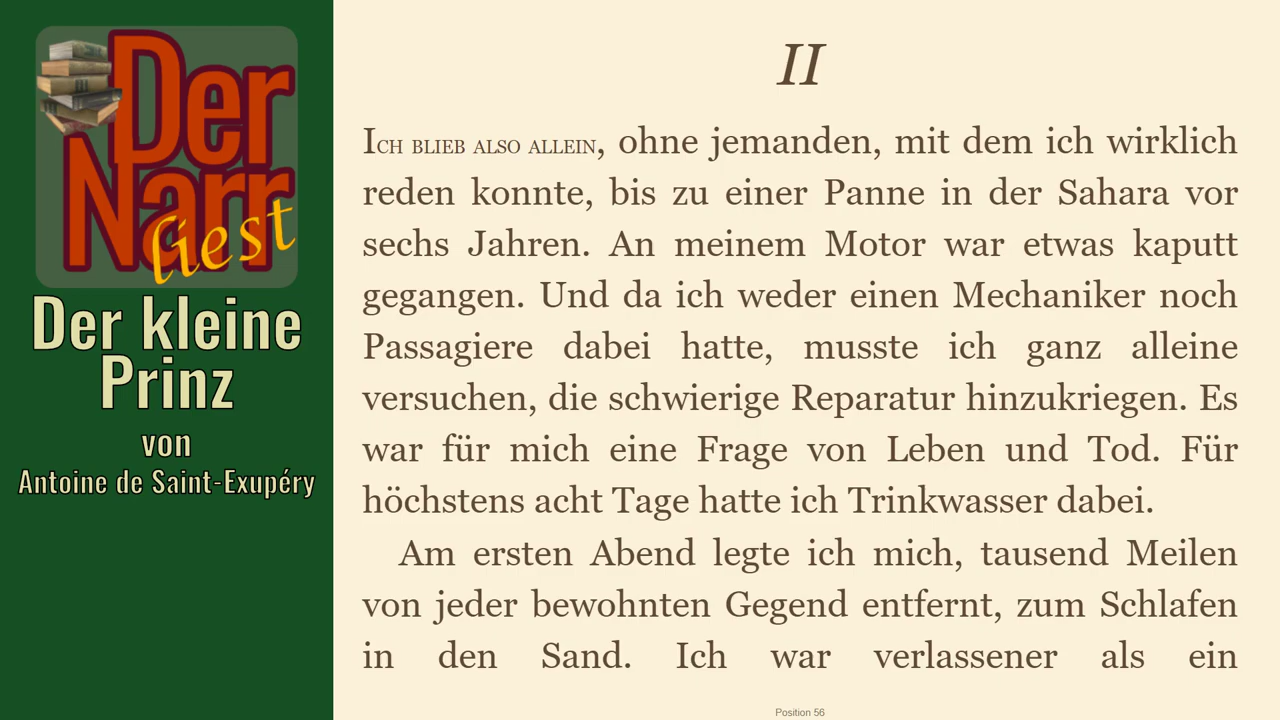 Der
Narr
liest
Der kleine
Prinz
von
Antoine de Saint-Exupéry
II
ICH BLIEB ALSO ALLEIN, ohne jemanden, mit dem ich wirklich
reden konnte, bis zu einer Panne in der Sahara vor
sechs Jahren. An meinem Motor war etwas kaputt
gegangen. Und da ich weder einen Mechaniker noch
Passagiere dabei hatte, musste ich ganz alleine
versuchen, die schwierige Reparatur hinzukriegen. Es
war für mich eine Frage von Leben und Tod. Für
höchstens acht Tage hatte ich Trinkwasser dabei.
Am ersten Abend legte ich mich, tausend Meilen
von jeder bewohnten Gegend entfernt, zum Schlafen
in den Sand. Ich war verlassener als ein
Position 56